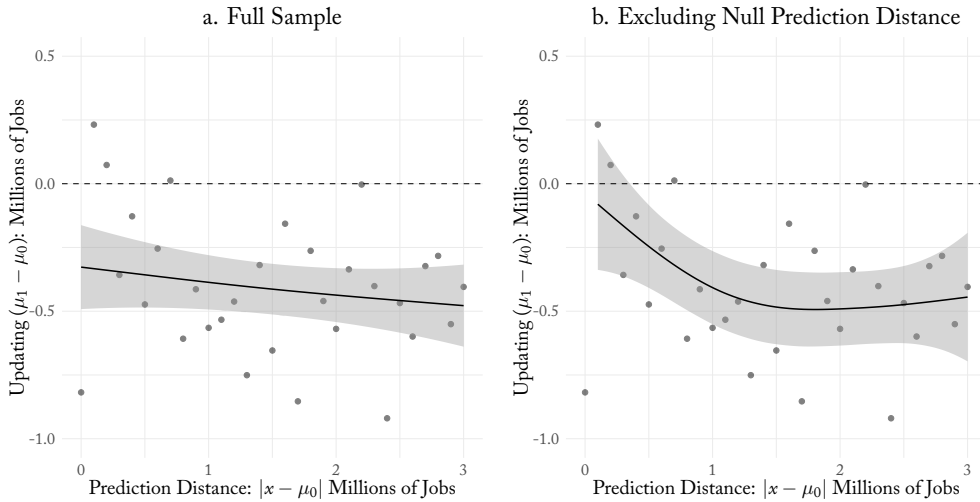 a. Full Sample
Updating (μ₁ − μ₀): Millions of Jobs
0.5
0.0
-0.5
-1.0
0 1 2 3
Prediction Distance: |x − μ₀| Millions of Jobs
b. Excluding Null Prediction Distance
Updating (μ₁ − μ₀): Millions of Jobs
0.5
0.0
-0.5
-1.0
0 1 2 3
Prediction Distance: |x − μ₀| Millions of Jobs